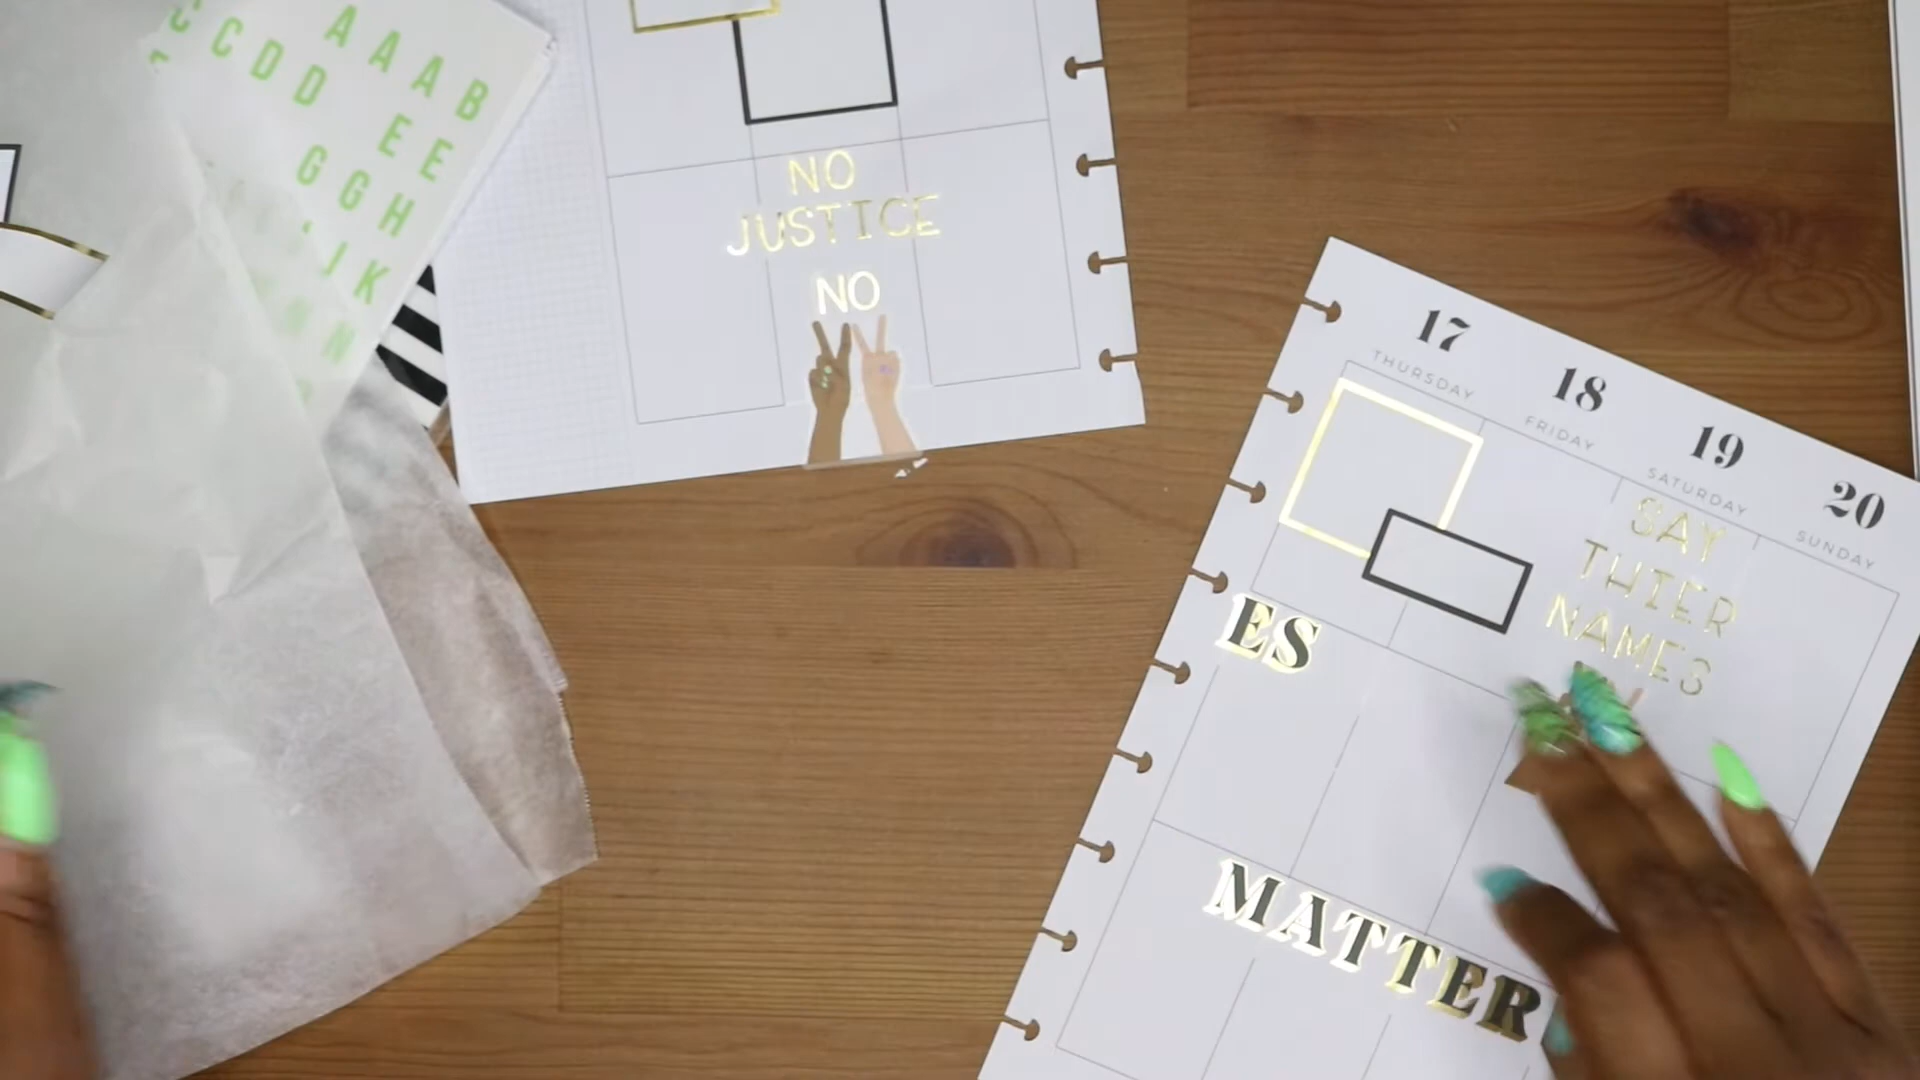 A A A B
C C D D E E
G G H
J K
N N
NO
JUSTICE
NO
17 18 19 20
THURSDAY FRIDAY SATURDAY SUNDAY
SAY
THIER
NAMES
ES
MATTER